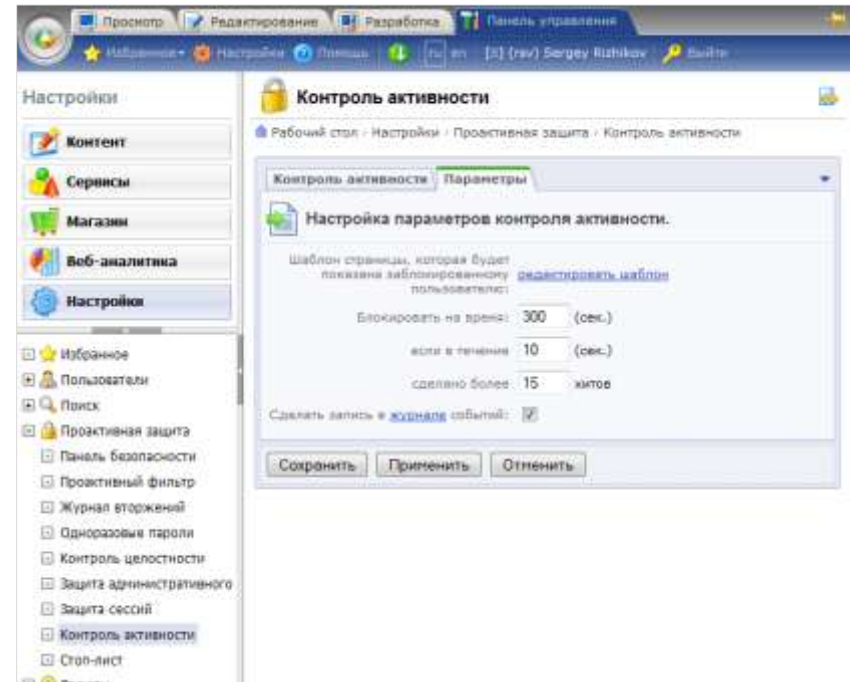 Просмотр Редактирование Разработка Панель управления
Избранное Настройки Помощь ru en [X] (rsv) Sergey Rizhikov Выйти
Настройки
Контент
Сервисы
Магазин
Веб-аналитика
Настройки
Избранное
Пользователи
Поиск
Проактивная защита
Панель безопасности
Проактивный фильтр
Журнал вторжений
Одноразовые пароли
Контроль целостности
Защита административного
Защита сессий
Контроль активности
Стоп-лист
Контроль активности
Рабочий стол Настройки Проактивная защита Контроль активности
Контроль активности Параметры
Настройка параметров контроля активности.
Шаблон страницы, которая будет
показана заблокированному редактировать шаблон
пользователю:
Блокировать на время: 300 (сек.)
если в течение 10 (сек.)
сделано более 15 хитов
Сделать запись в журнале событий:
Сохранить Применить Отменить